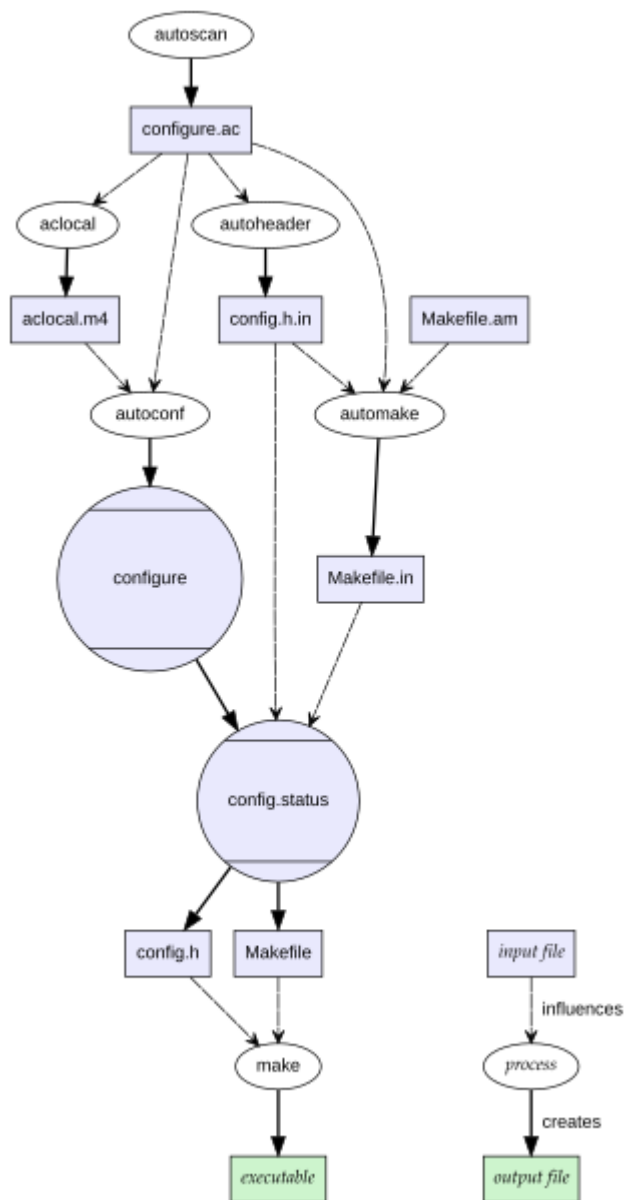 autoscan
configure.ac
aclocal
autoheader
aclocal.m4
config.h.in
Makefile.am
autoconf
automake
configure
Makefile.in
config.status
config.h
Makefile
input file
influences
make
process
creates
executable
output file